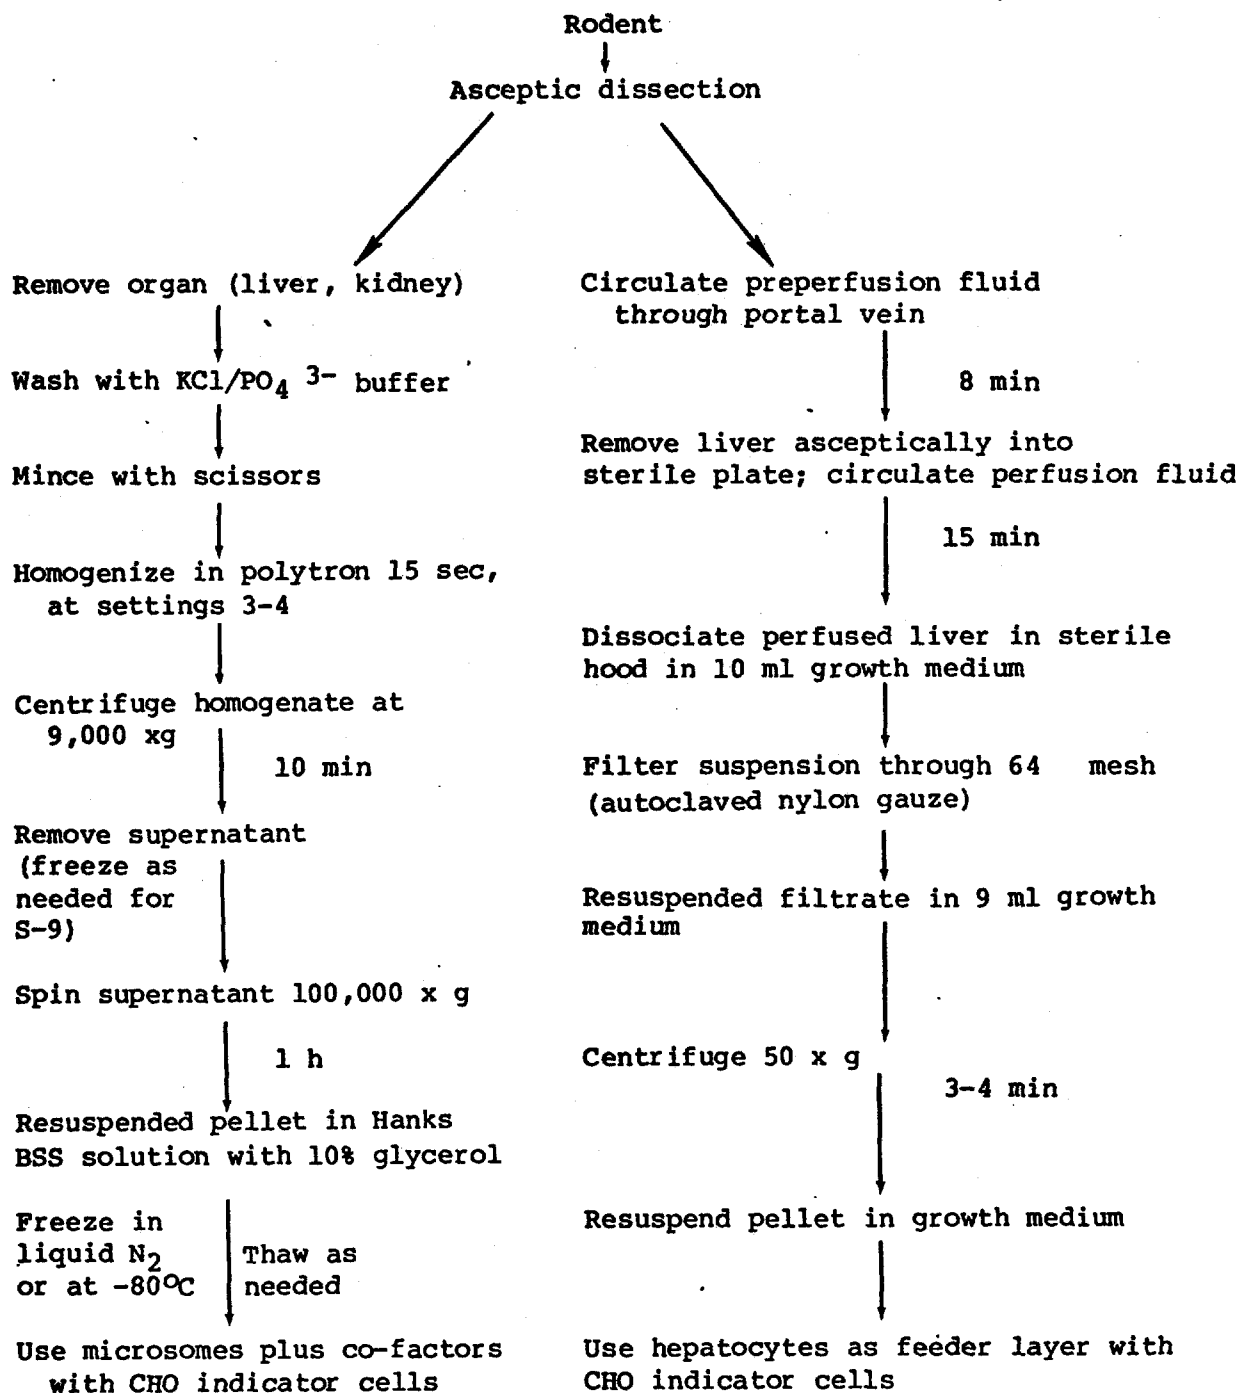 Rodent
Asceptic dissection
Remove organ (liver, kidney)
Wash with KCl/PO4 3- buffer
Mince with scissors
Homogenize in polytron 15 sec,
at settings 3-4
Centrifuge homogenate at
9,000 xg
10 min
Remove supernatant
(freeze as
needed for
S-9)
Spin supernatant 100,000 x g
1 h
Resuspended pellet in Hanks
BSS solution with 10% glycerol
Freeze in
liquid N2
or at -80°C
Thaw as
needed
Use microsomes plus co-factors
with CHO indicator cells
Circulate preperfusion fluid
through portal vein
8 min
Remove liver asceptically into
sterile plate; circulate perfusion fluid
15 min
Dissociate perfused liver in sterile
hood in 10 ml growth medium
Filter suspension through 64 mesh
(autoclaved nylon gauze)
Resuspended filtrate in 9 ml growth
medium
Centrifuge 50 x g
3-4 min
Resuspend pellet in growth medium
Use hepatocytes as feeder layer with
CHO indicator cells